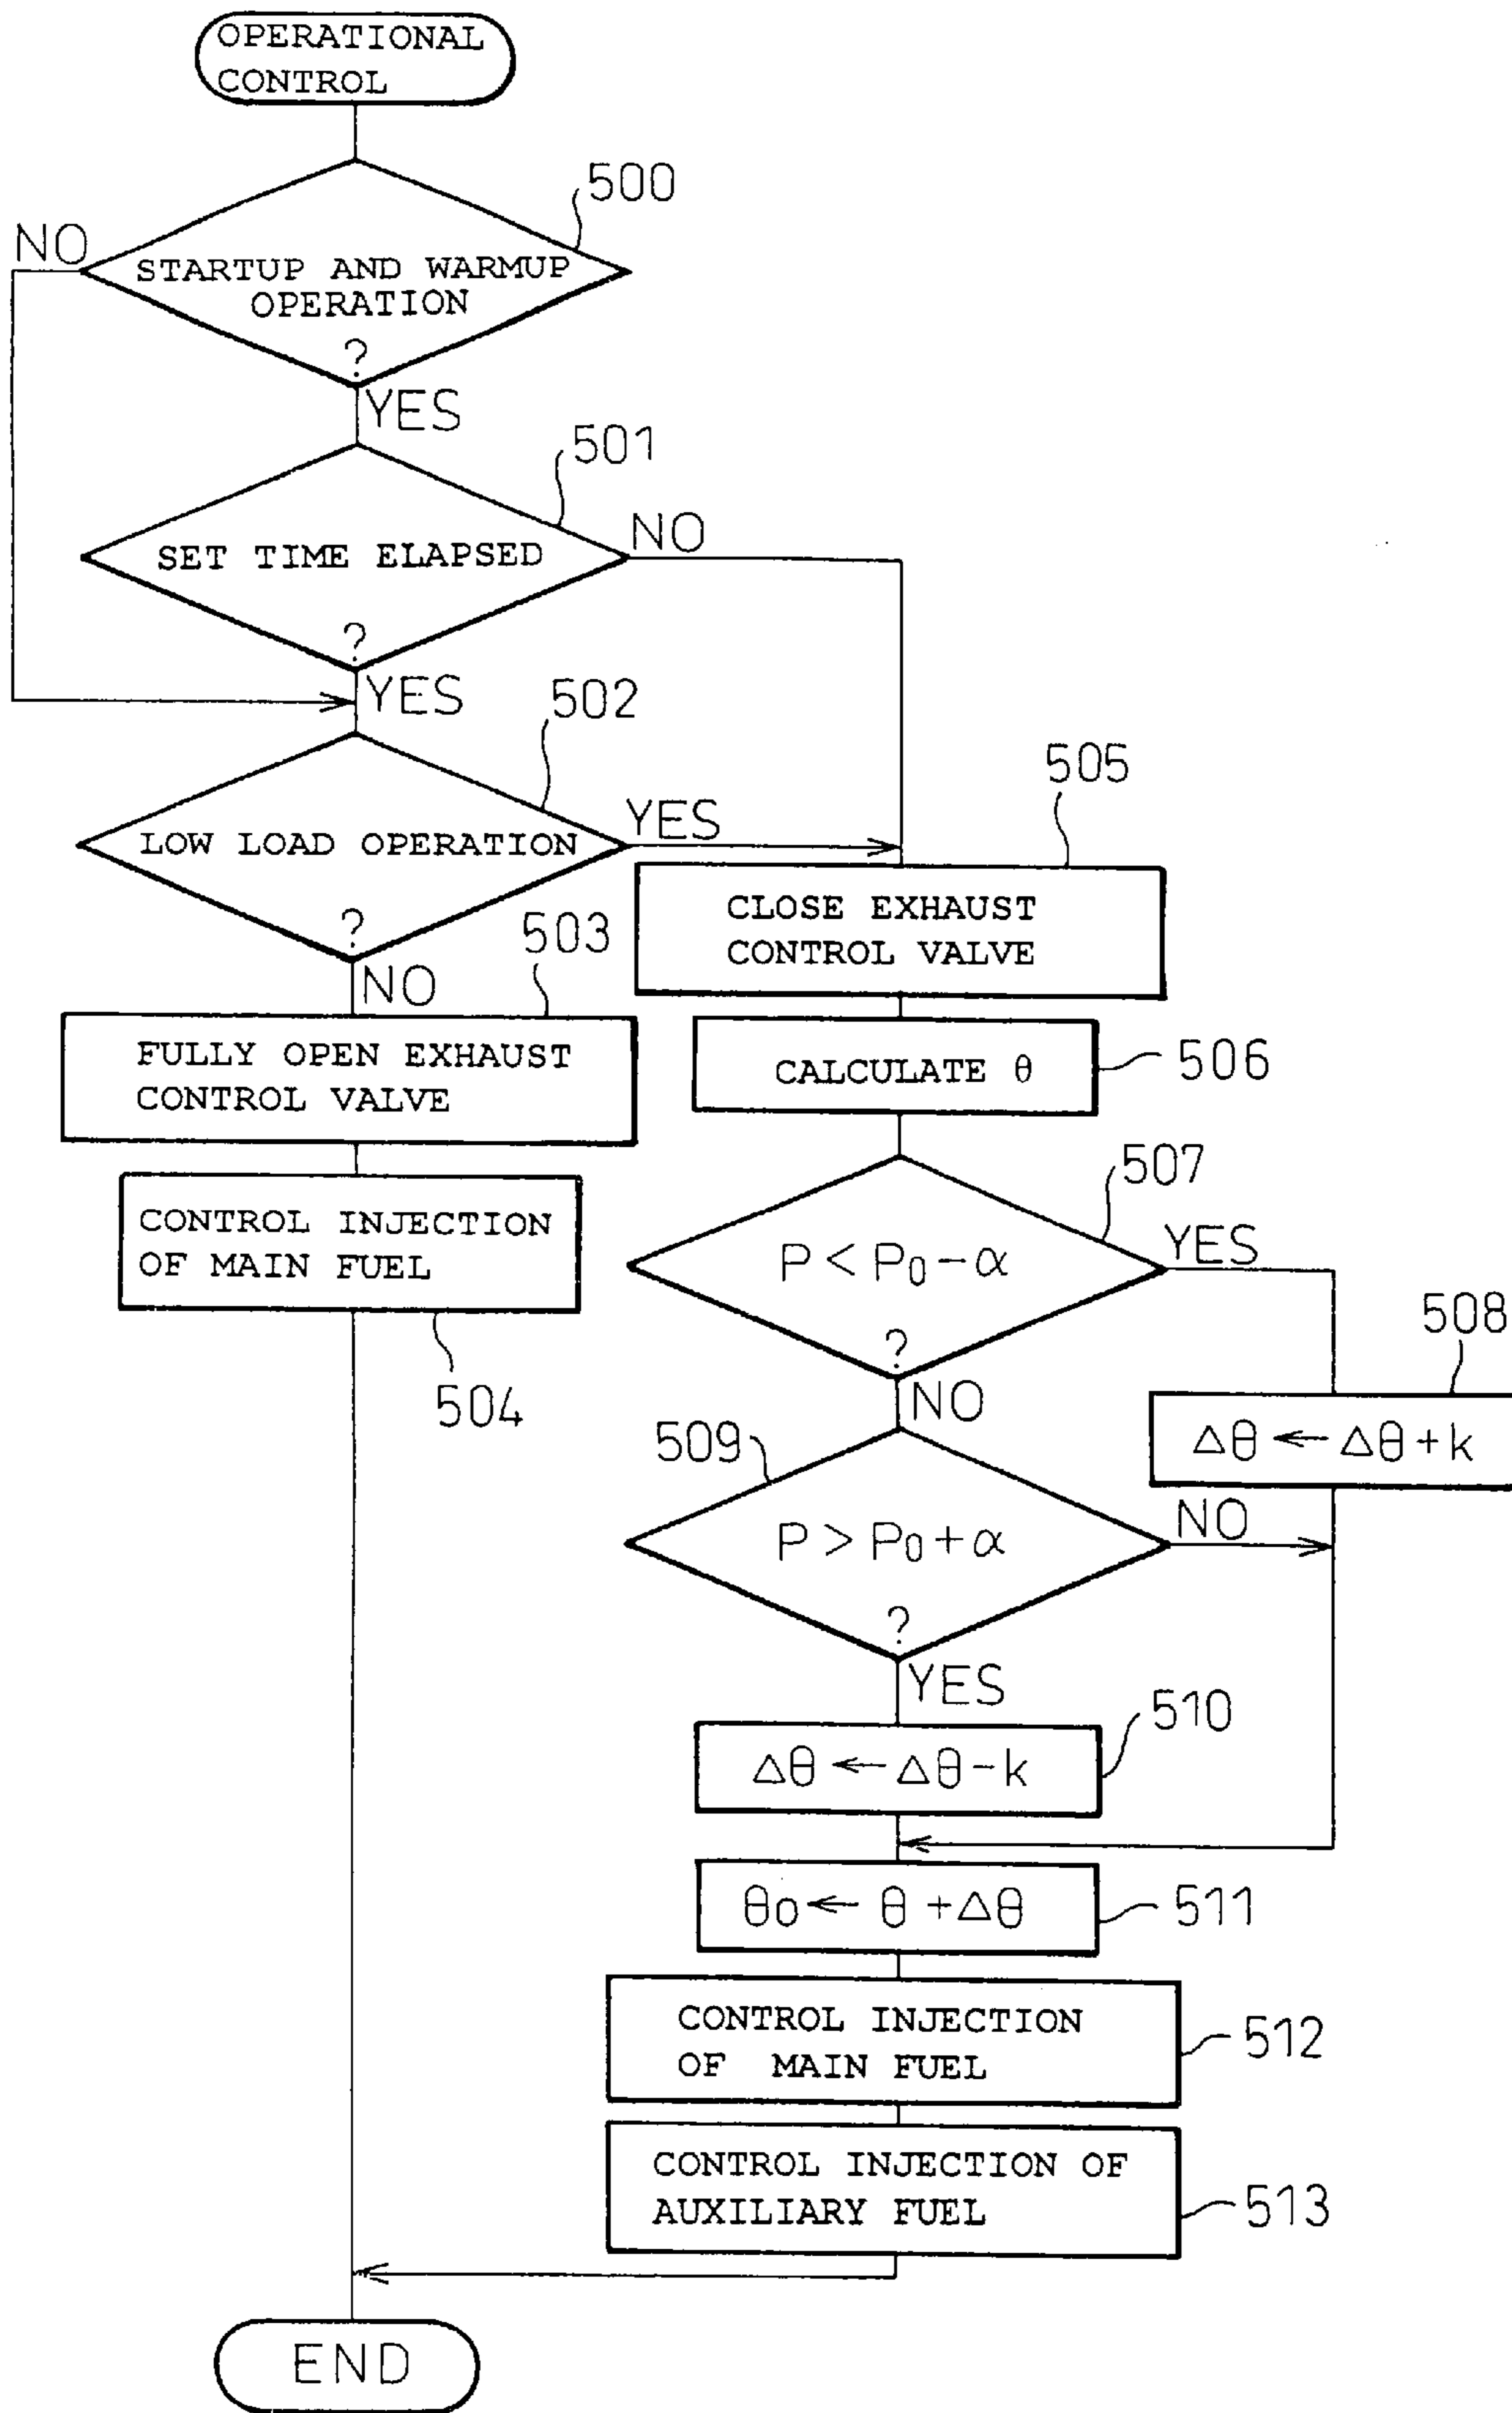 OPERATIONAL
CONTROL
500
NO
STARTUP AND WARMUP
OPERATION
?
YES
501
NO
SET TIME ELAPSED
?
YES
502
YES
LOW LOAD OPERATION
?
NO
503
FULLY OPEN EXHAUST
CONTROL VALVE
CONTROL INJECTION
OF MAIN FUEL
504
505
CLOSE EXHAUST
CONTROL VALVE
CALCULATE θ
506
507
P < P₀ − α
YES
?
NO
508
Δθ ← Δθ + k
509
P > P₀ + α
NO
?
YES
510
Δθ ← Δθ − k
θ₀ ← θ + Δθ
511
CONTROL INJECTION
OF MAIN FUEL
512
CONTROL INJECTION OF
AUXILIARY FUEL
513
END